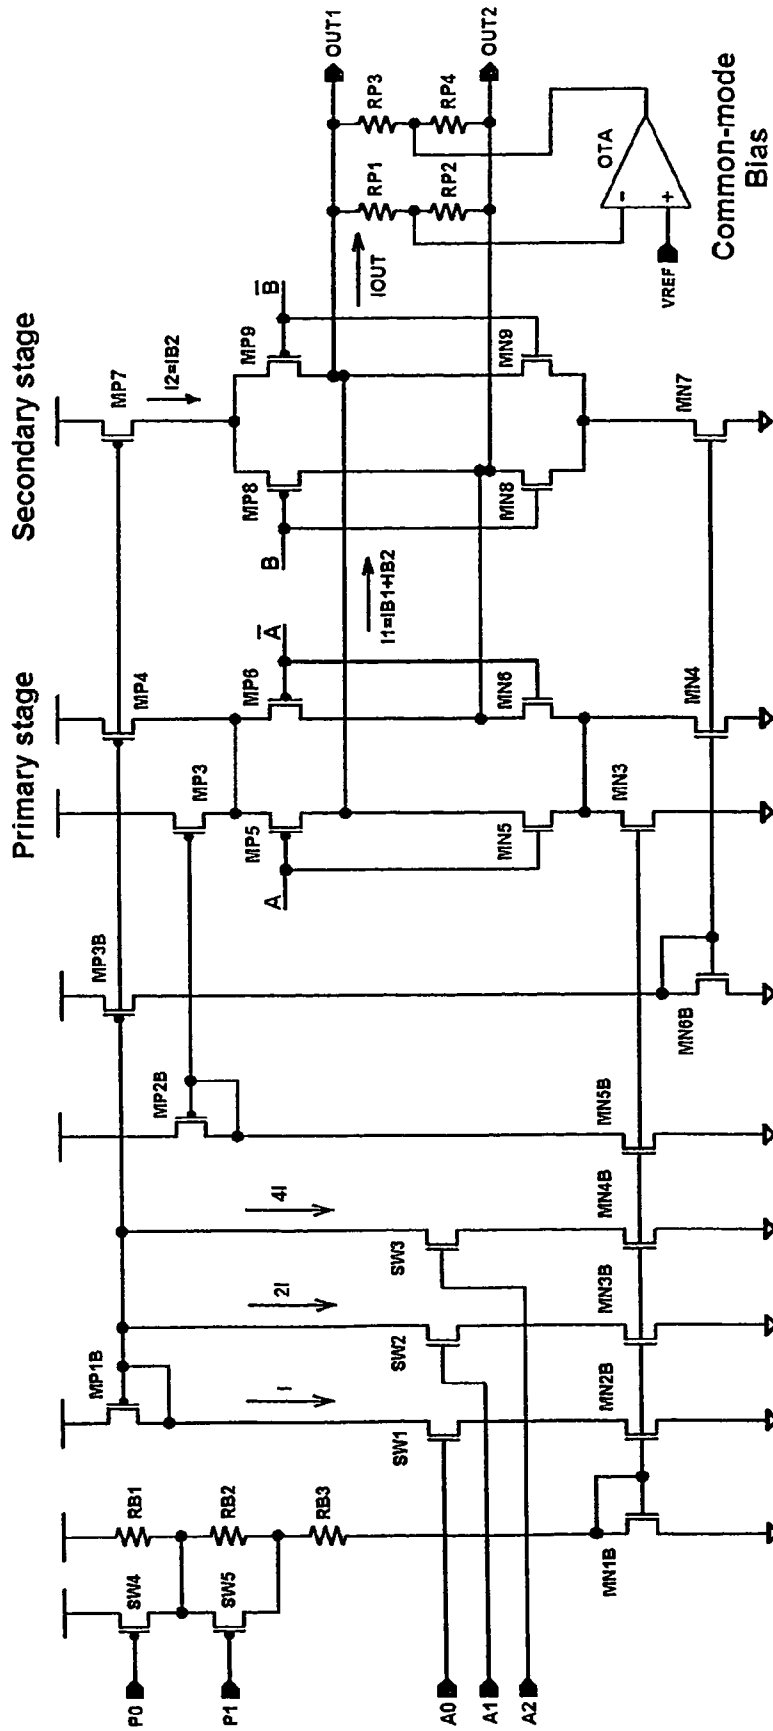 Primary stage
Secondary stage
P0
P1
SW4
SW5
RB1
RB2
RB3
MP1B
MP2B
MP3B
MP3
MP4
MP7
I2=IB2
I
2I
4I
A
MP5
MP6
A
B
MP8
MP9
B
I1=IB1+IB2
IOUT
OUT1
RP1
RP3
RP2
RP4
OUT2
A0
A1
A2
SW1
SW2
SW3
MN5
MN6
MN8
MN9
MN1B
MN2B
MN3B
MN4B
MN5B
MN6B
MN3
MN4
MN7
VREF
-
+
OTA
Common-mode
Bias